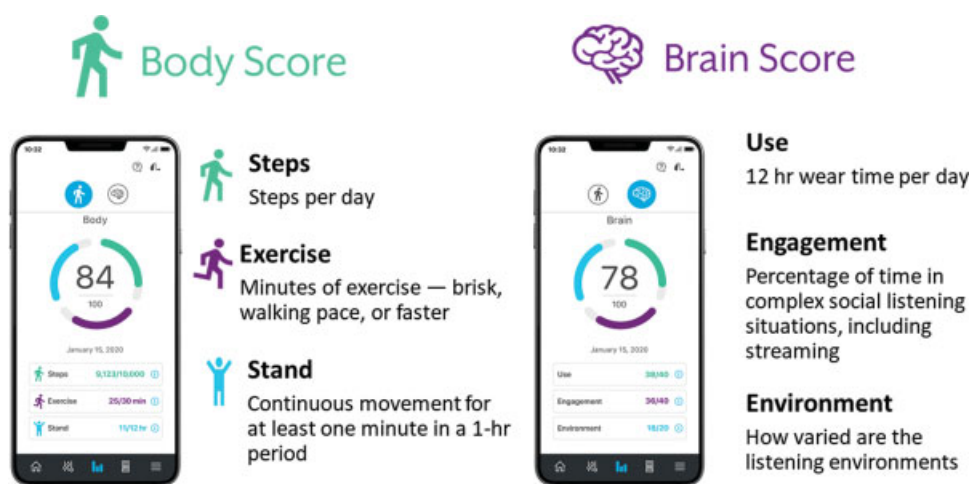 Body Score
10:32
Body
84
100
January 15, 2020
Steps 9,123/10,000
Exercise 25/30 min
Stand 11/12 hr
Steps
Steps per day
Exercise
Minutes of exercise — brisk,
walking pace, or faster
Stand
Continuous movement for
at least one minute in a 1-hr
period
Brain Score
10:32
Brain
78
100
January 15, 2020
Use 38/40
Engagement 36/40
Environment 18/20
Use
12 hr wear time per day
Engagement
Percentage of time in
complex social listening
situations, including
streaming
Environment
How varied are the
listening environments